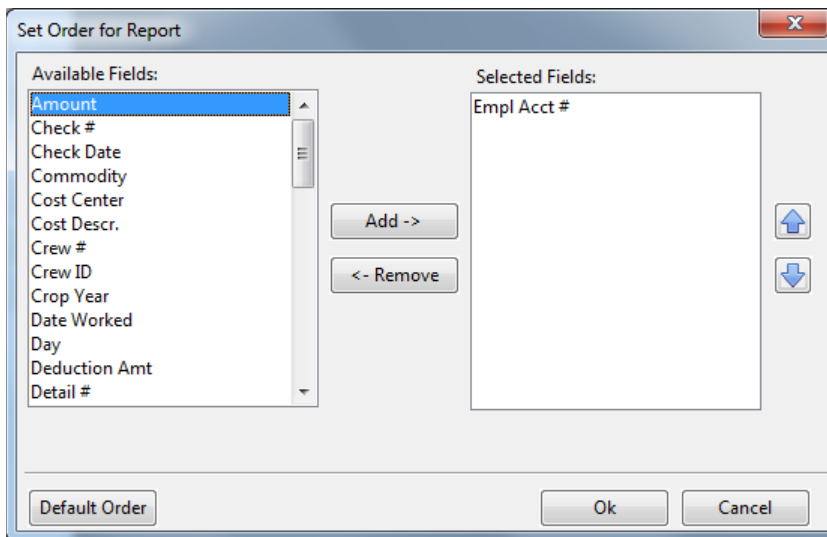 Set Order for Report
Available Fields:
Amount
Check #
Check Date
Commodity
Cost Center
Cost Descr.
Crew #
Crew ID
Crop Year
Date Worked
Day
Deduction Amt
Detail #
Add ->
<- Remove
Selected Fields:
Empl Acct #
Default Order
Ok
Cancel